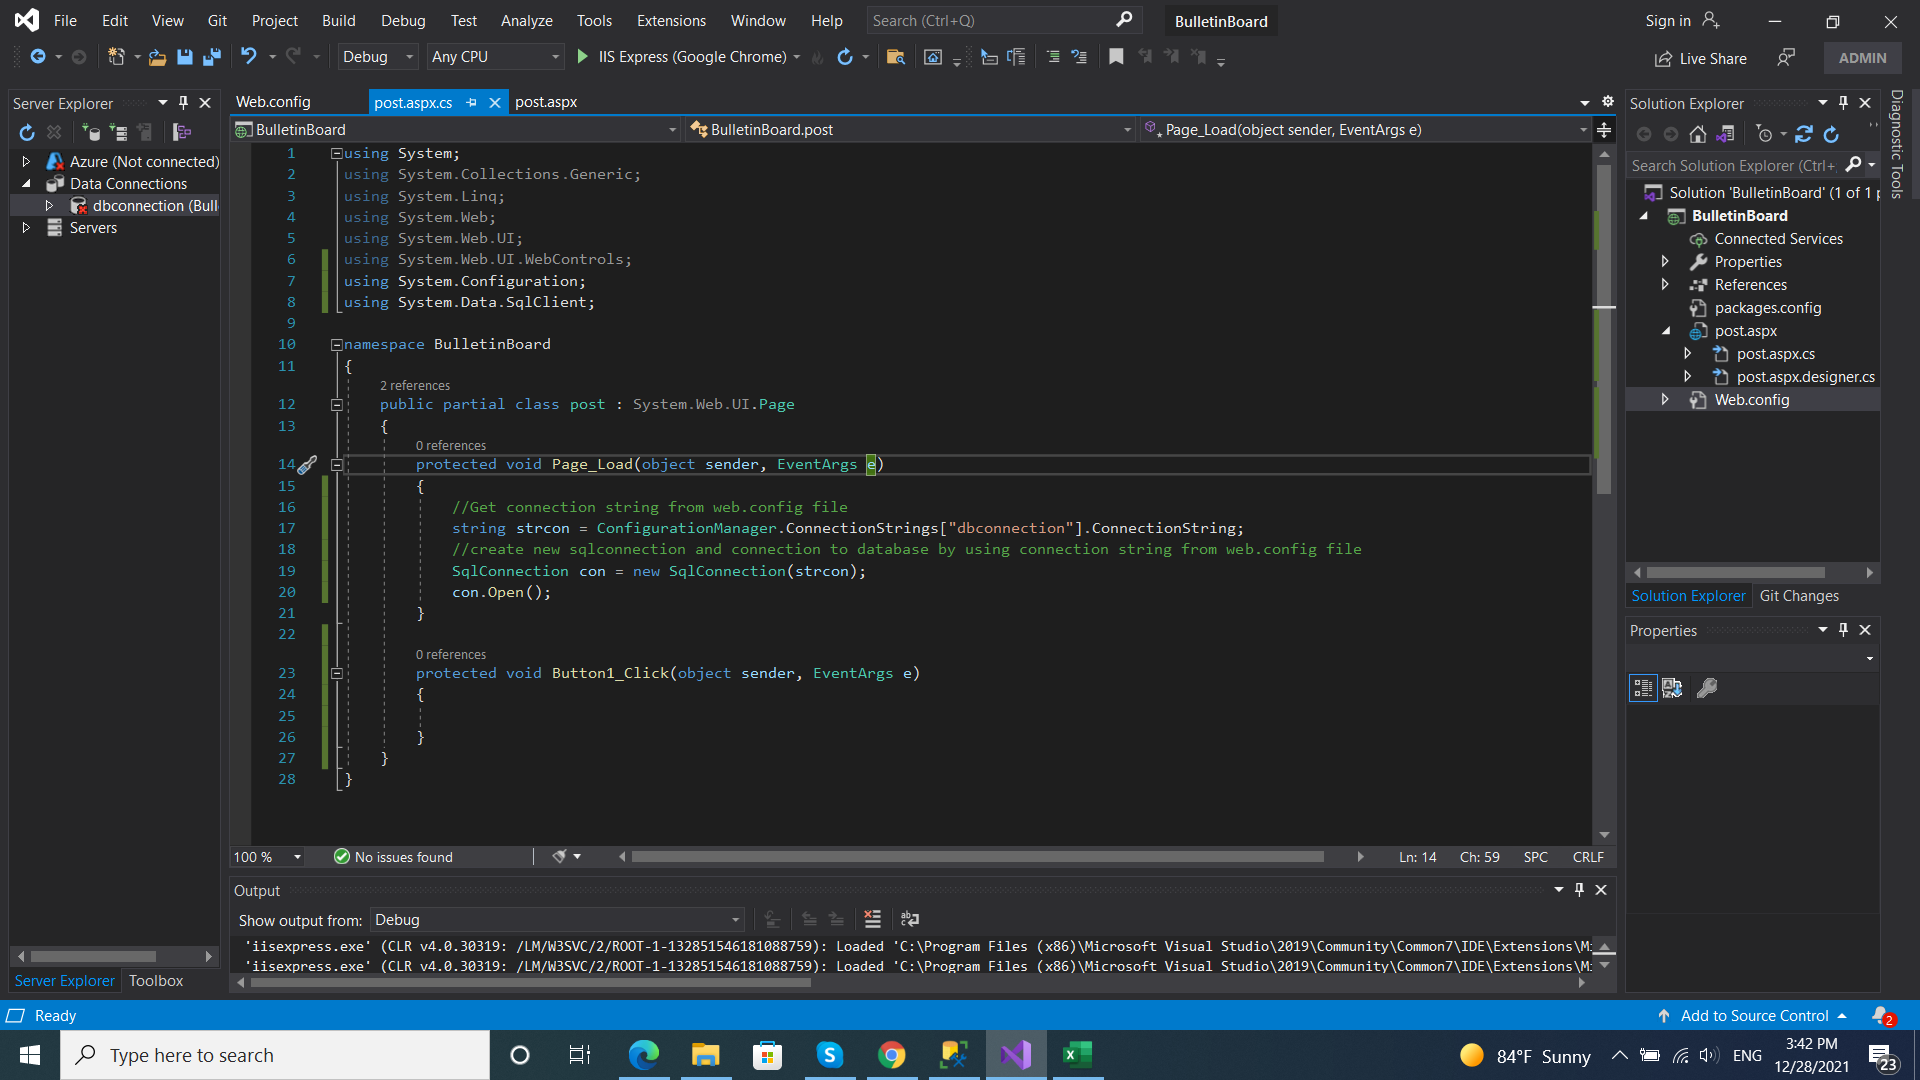 File Edit View Git Project Build Debug Test Analyze Tools Extensions Window Help Search (Ctrl+Q) BulletinBoard Sign in
Debug Any CPU IIS Express (Google Chrome) Live Share ADMIN
Server Explorer
Azure (Not connected)
Data Connections
dbconnection (Bull
Servers
Server Explorer Toolbox
Web.config post.aspx.cs post.aspx
BulletinBoard BulletinBoard.post Page_Load(object sender, EventArgs e)
1 using System;
2 using System.Collections.Generic;
3 using System.Linq;
4 using System.Web;
5 using System.Web.UI;
6 using System.Web.UI.WebControls;
7 using System.Configuration;
8 using System.Data.SqlClient;
9
10 namespace BulletinBoard
11 {
2 references
12 public partial class post : System.Web.UI.Page
13 {
0 references
14 protected void Page_Load(object sender, EventArgs e)
15 {
16 //Get connection string from web.config file
17 string strcon = ConfigurationManager.ConnectionStrings["dbconnection"].ConnectionString;
18 //create new sqlconnection and connection to database by using connection string from web.config file
19 SqlConnection con = new SqlConnection(strcon);
20 con.Open();
21 }
22
0 references
23 protected void Button1_Click(object sender, EventArgs e)
24 {
25
26 }
27 }
28 }
100 % No issues found Ln: 14 Ch: 59 SPC CRLF
Output
Show output from: Debug
'iisexpress.exe' (CLR v4.0.30319: /LM/W3SVC/2/ROOT-1-132851546181088759): Loaded 'C:\Program Files (x86)\Microsoft Visual Studio\2019\Community\Common7\IDE\Extensions\Mi
'iisexpress.exe' (CLR v4.0.30319: /LM/W3SVC/2/ROOT-1-132851546181088759): Loaded 'C:\Program Files (x86)\Microsoft Visual Studio\2019\Community\Common7\IDE\Extensions\Mi
Solution Explorer
Search Solution Explorer (Ctrl+
Solution 'BulletinBoard' (1 of 1 p
BulletinBoard
Connected Services
Properties
References
packages.config
post.aspx
post.aspx.cs
post.aspx.designer.cs
Web.config
Solution Explorer Git Changes
Properties
Diagnostic Tools
Ready Add to Source Control 2
Type here to search 84°F Sunny ENG 3:42 PM
12/28/2021 23